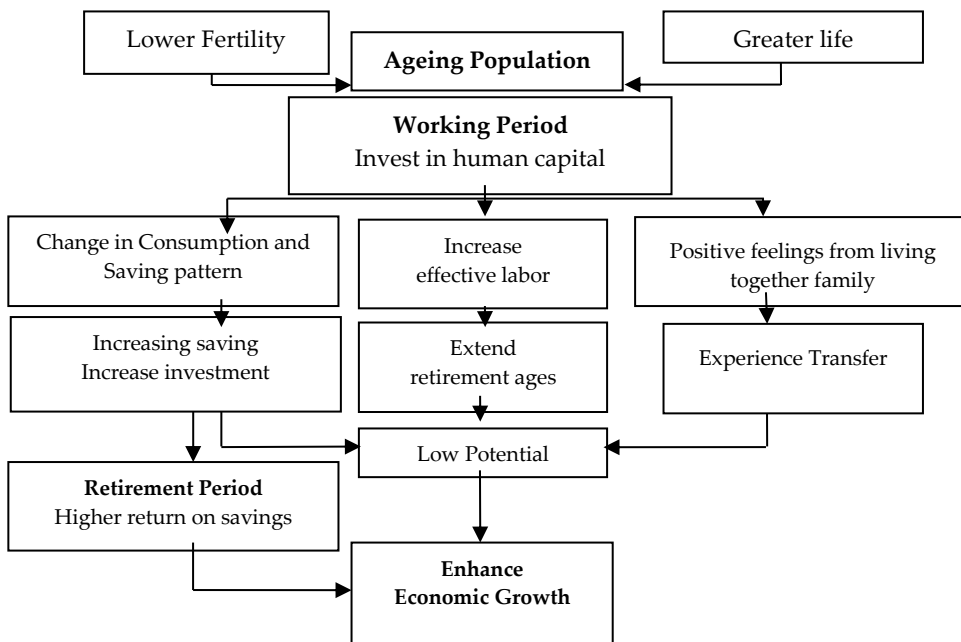 Lower Fertility
Ageing Population
Greater life
Working Period
Invest in human capital
Change in Consumption and
Saving pattern
Increase
effective labor
Positive feelings from living
together family
Increasing saving
Increase investment
Extend
retirement ages
Experience Transfer
Low Potential
Retirement Period
Higher return on savings
Enhance
Economic Growth